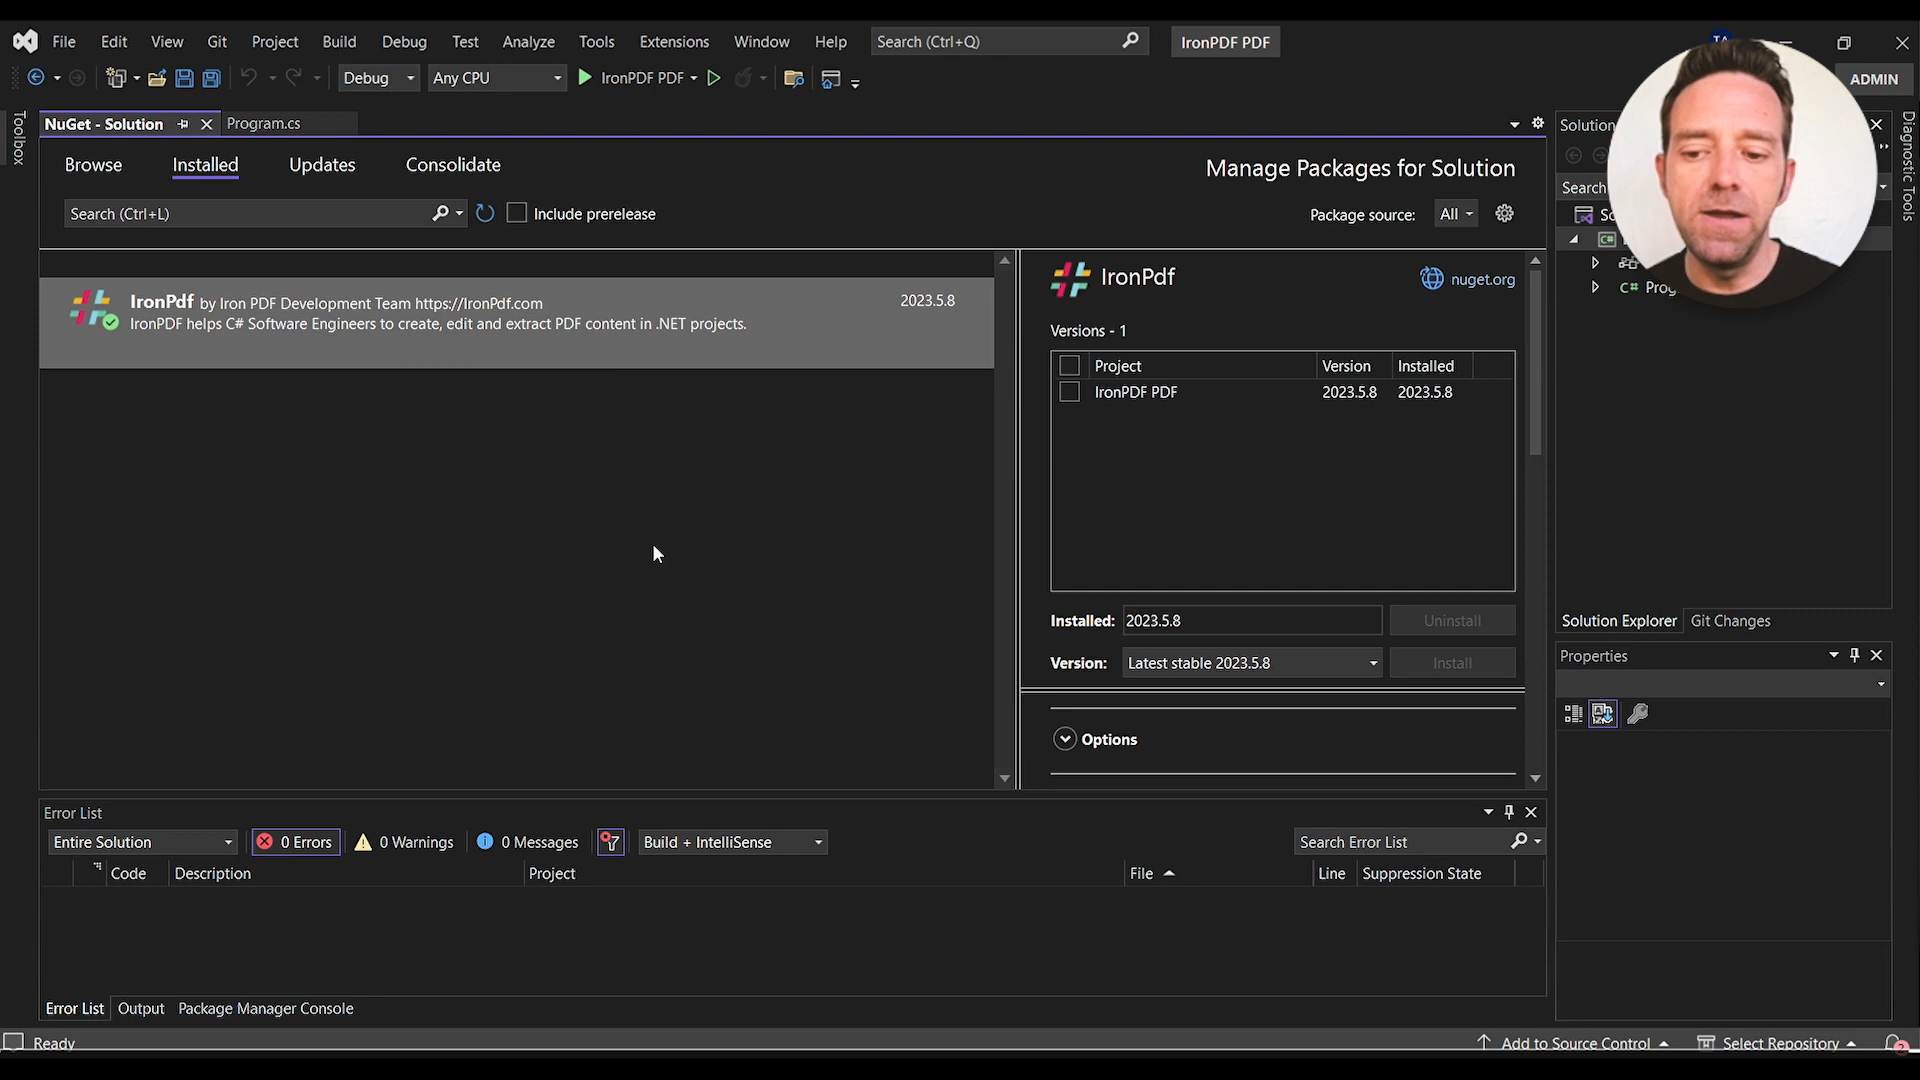 File Edit View Git Project Build Debug Test Analyze Tools Extensions Window Help Search (Ctrl+Q) IronPDF PDF
Debug Any CPU IronPDF PDF ADMIN
Toolbox
NuGet - Solution Program.cs
Browse Installed Updates Consolidate
Manage Packages for Solution
Search (Ctrl+L) Include prerelease
Package source: All
IronPdf by Iron PDF Development Team https://IronPdf.com 2023.5.8
IronPDF helps C# Software Engineers to create, edit and extract PDF content in .NET projects.
IronPdf nuget.org
Versions - 1
Project Version Installed
IronPDF PDF 2023.5.8 2023.5.8
Installed: 2023.5.8 Uninstall
Version: Latest stable 2023.5.8 Install
Options
Solution
Search
C#
C#
Diagnostic Tools
Solution Explorer Git Changes
Properties
Error List
Entire Solution 0 Errors 0 Warnings 0 Messages Build + IntelliSense Search Error List
Code Description Project File Line Suppression State
Error List Output Package Manager Console
Ready Add to Source Control Select Repository